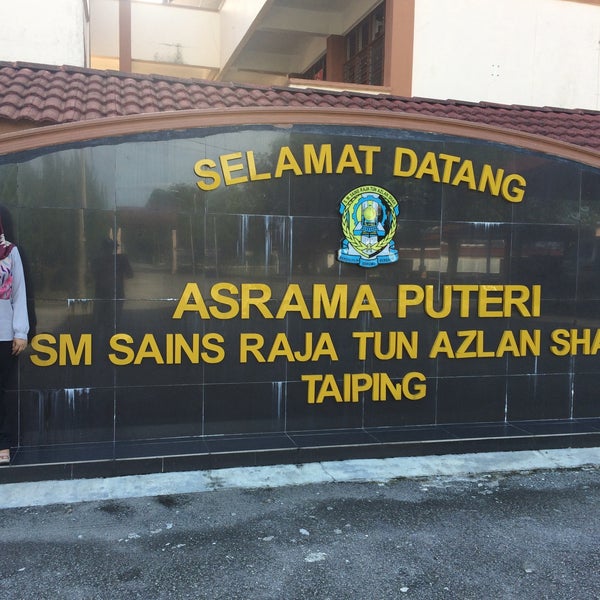 SELAMAT DATANG
ASRAMA PUTERI
SM SAINS RAJA TUN AZLAN SHA
TAIPING